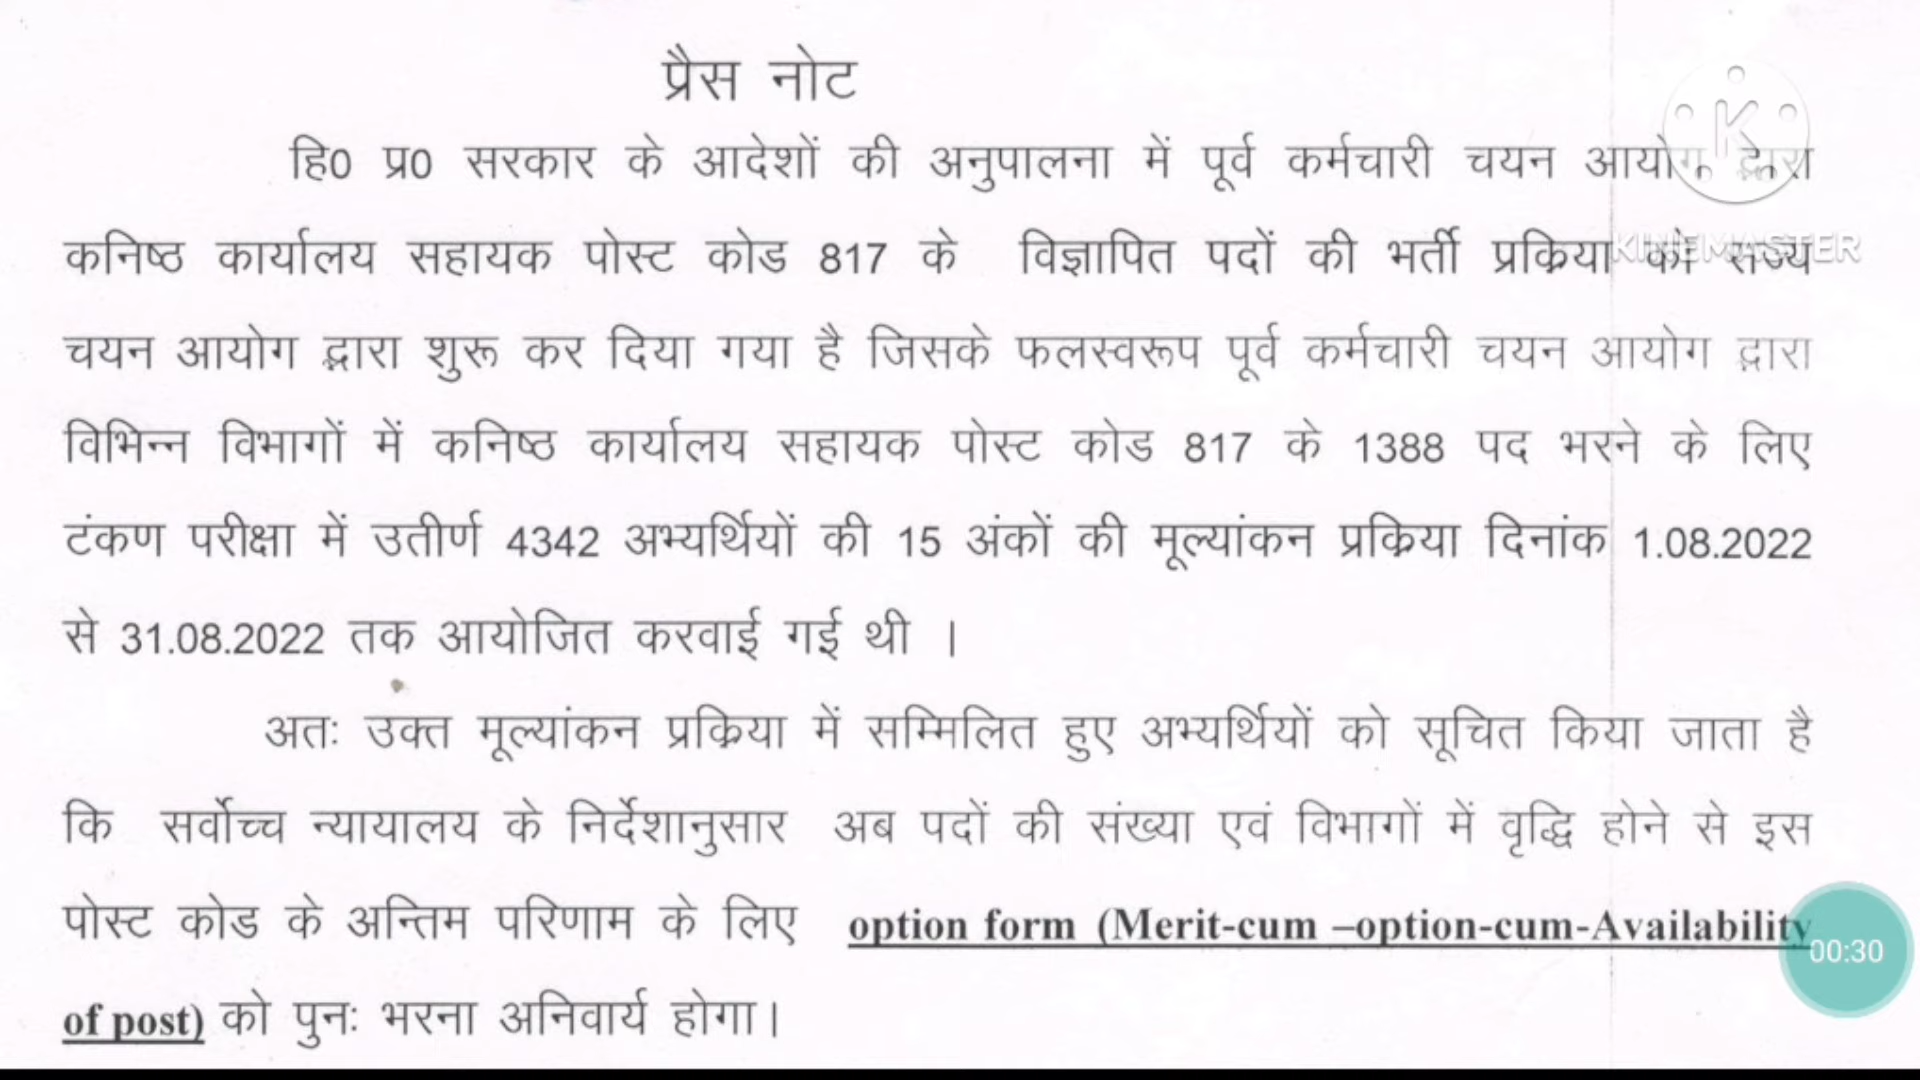 प्रैस नोट
हि0 प्र0 सरकार के आदेशों की अनुपालना में पूर्व कर्मचारी चयन आयोग द्वारा
कनिष्ठ कार्यालय सहायक पोस्ट कोड 817 के विज्ञापित पदों की भर्ती प्रक्रिया को राज्य
चयन आयोग द्वारा शुरू कर दिया गया है जिसके फलस्वरूप पूर्व कर्मचारी चयन आयोग द्वारा
विभिन्न विभागों में कनिष्ठ कार्यालय सहायक पोस्ट कोड 817 के 1388 पद भरने के लिए
टंकण परीक्षा में उतीर्ण 4342 अभ्यर्थियों की 15 अंकों की मूल्यांकन प्रक्रिया दिनांक 1.08.2022
से 31.08.2022 तक आयोजित करवाई गई थी ।
अतः उक्त मूल्यांकन प्रक्रिया में सम्मिलित हुए अभ्यर्थियों को सूचित किया जाता है
कि सर्वोच्च न्यायालय के निर्देशानुसार अब पदों की संख्या एवं विभागों में वृद्धि होने से इस
पोस्ट कोड के अन्तिम परिणाम के लिए option form (Merit-cum –option-cum-Availability
of post) को पुनः भरना अनिवार्य होगा।
K
KINEMASTER
00:30